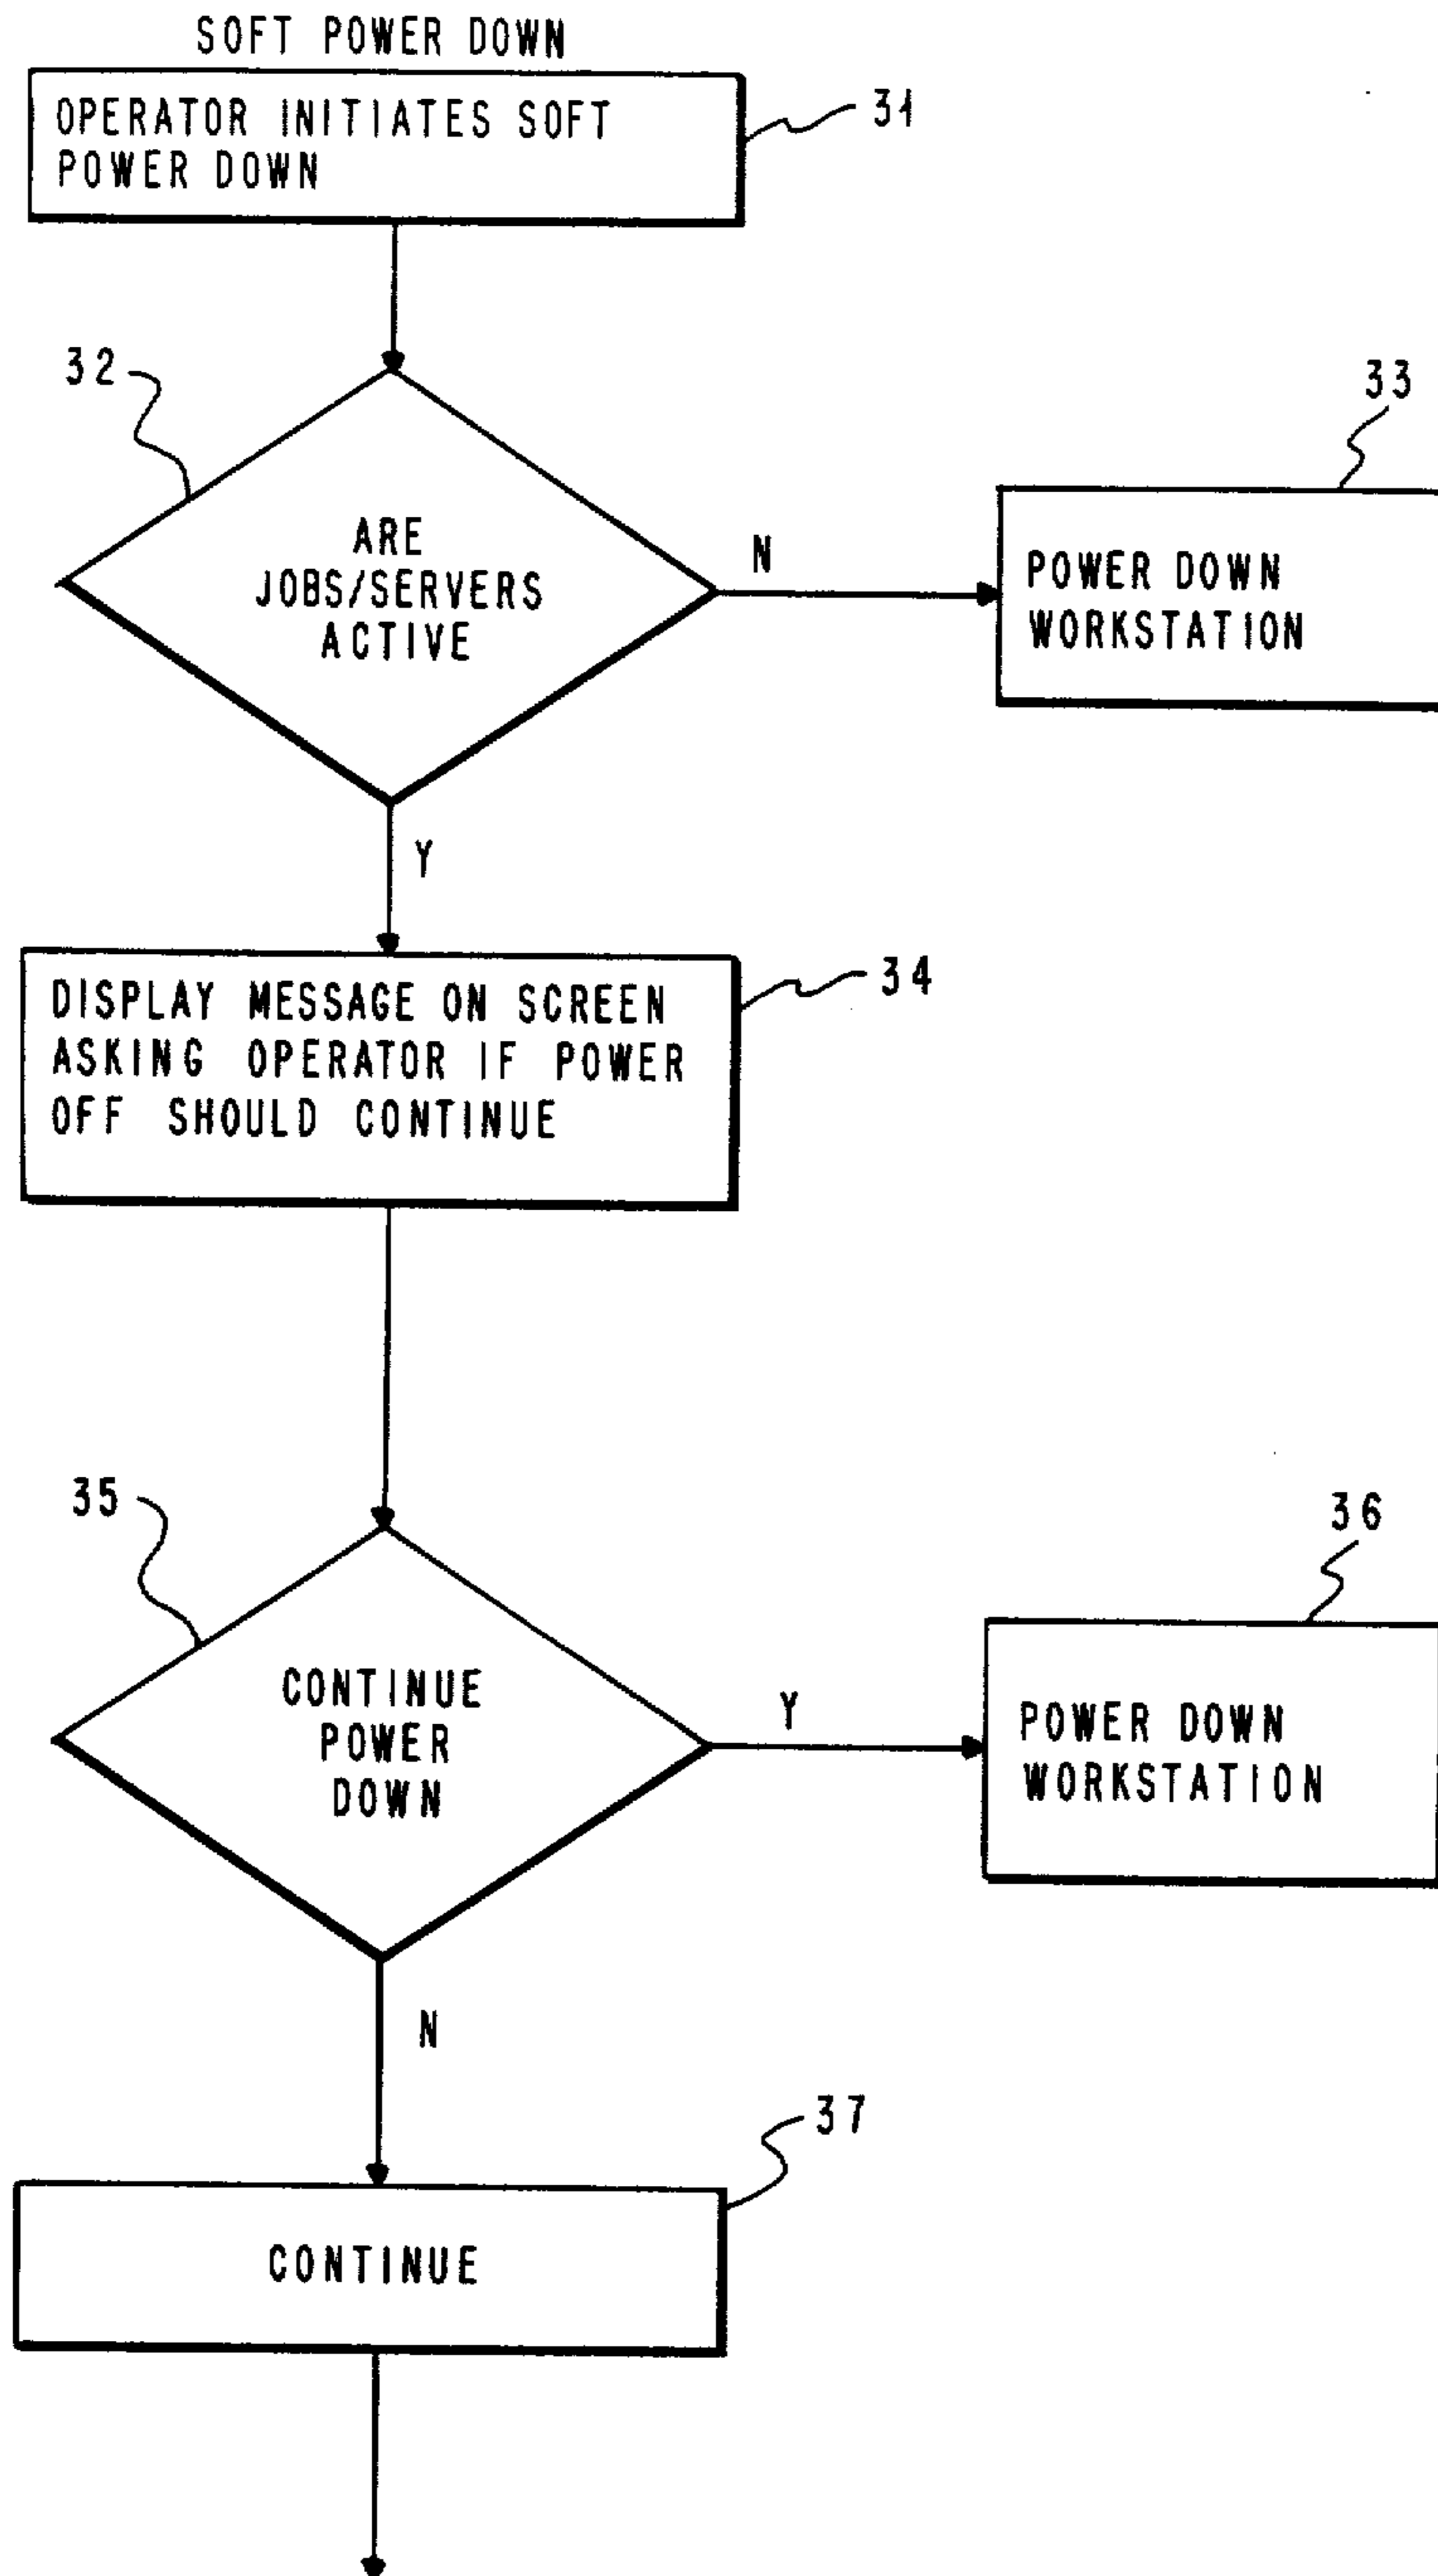 SOFT POWER DOWN
OPERATOR INITIATES SOFT
POWER DOWN
31
32
ARE
JOBS/SERVERS
ACTIVE
N
33
POWER DOWN
WORKSTATION
Y
34
DISPLAY MESSAGE ON SCREEN
ASKING OPERATOR IF POWER
OFF SHOULD CONTINUE
35
CONTINUE
POWER
DOWN
Y
36
POWER DOWN
WORKSTATION
N
37
CONTINUE